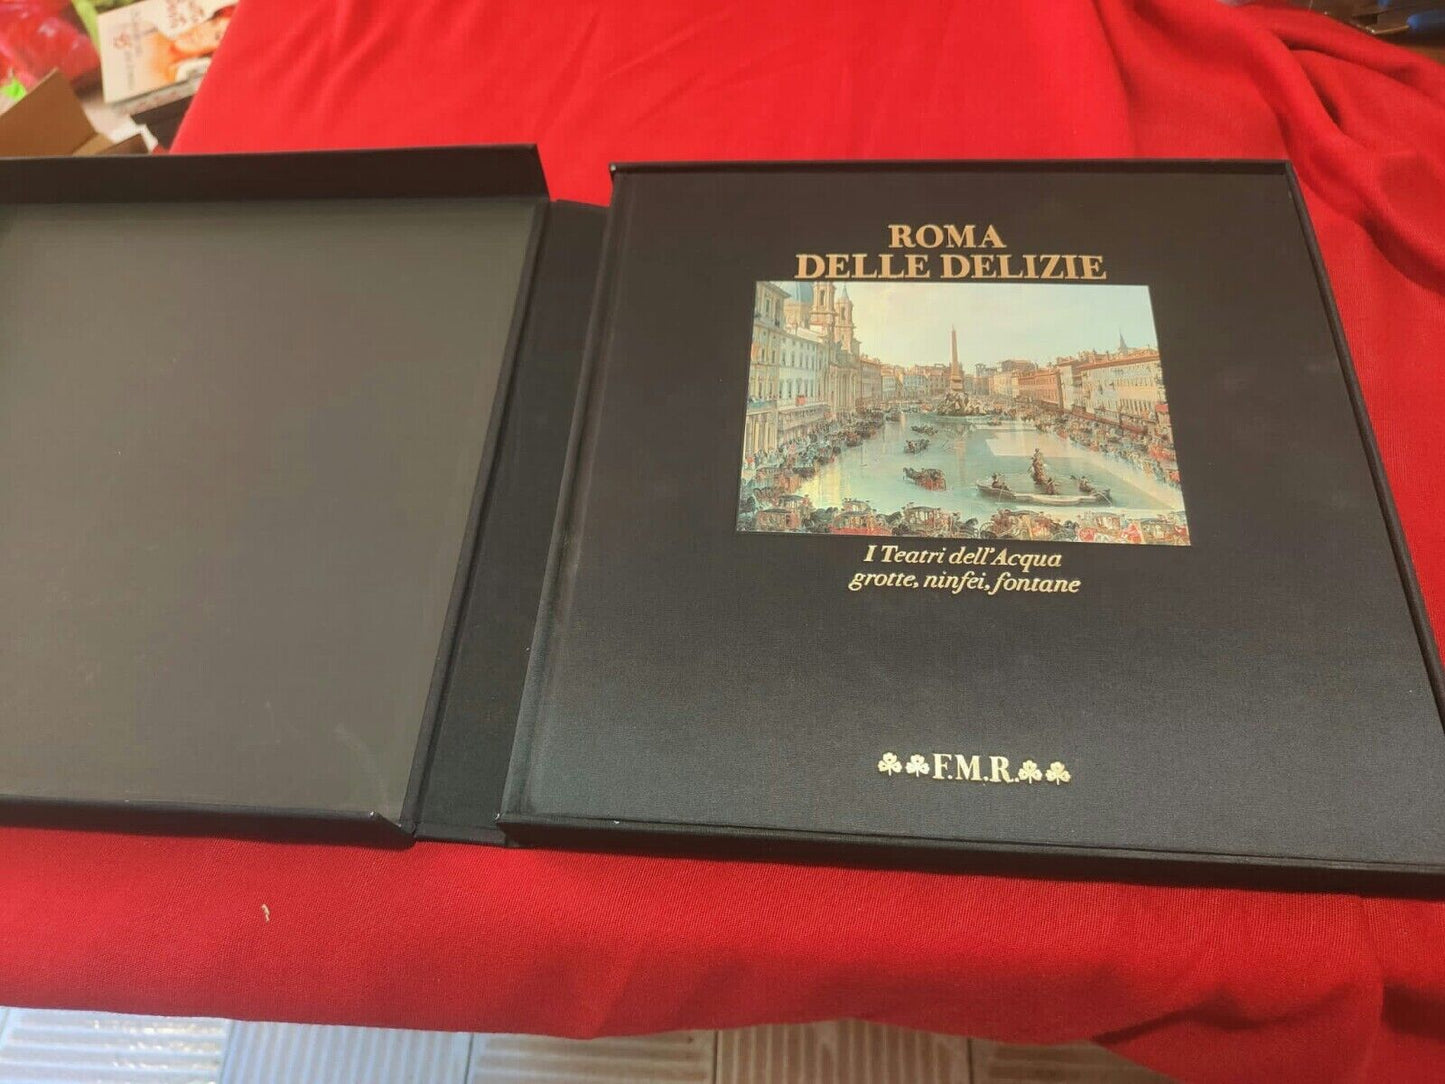 ROMA
DELLE DELIZIE
I Teatri dell'Acqua
grotte, ninfei, fontane
F.M.R.